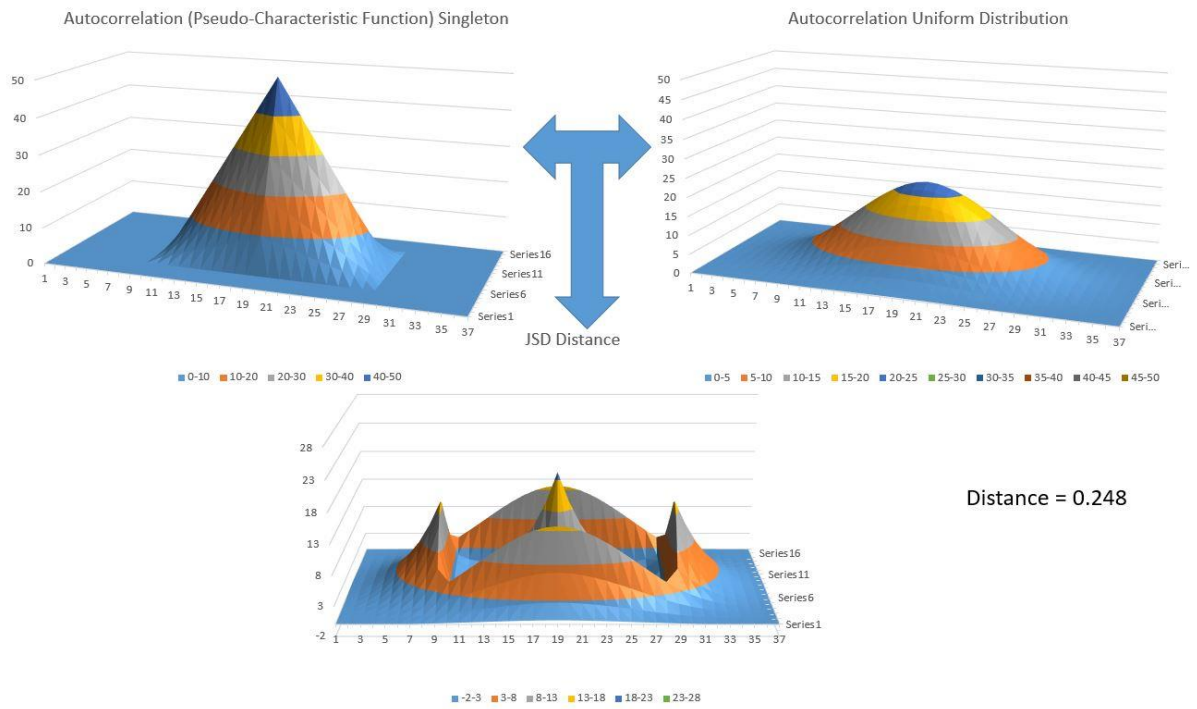 Autocorrelation (Pseudo-Characteristic Function) Singleton
Autocorrelation Uniform Distribution
50
40
30
20
10
0
1 3 5 7 9 11 13 15 17 19 21 23 25 27 29 31 33 35 37
Series16
Series11
Series6
Series1
0-10 10-20 20-30 30-40 40-50
JSD Distance
50
45
40
35
30
25
20
15
10
5
0
1 3 5 7 9 11 13 15 17 19 21 23 25 27 29 31 33 35 37
Seri...
Seri...
Seri...
Seri...
0-5 5-10 10-15 15-20 20-25 25-30 30-35 35-40 40-45 45-50
28
23
18
13
8
3
-2
1 3 5 7 9 11 13 15 17 19 21 23 25 27 29 31 33 35 37
Series16
Series11
Series6
Series1
-2-3 3-8 8-13 13-18 18-23 23-28
Distance = 0.248